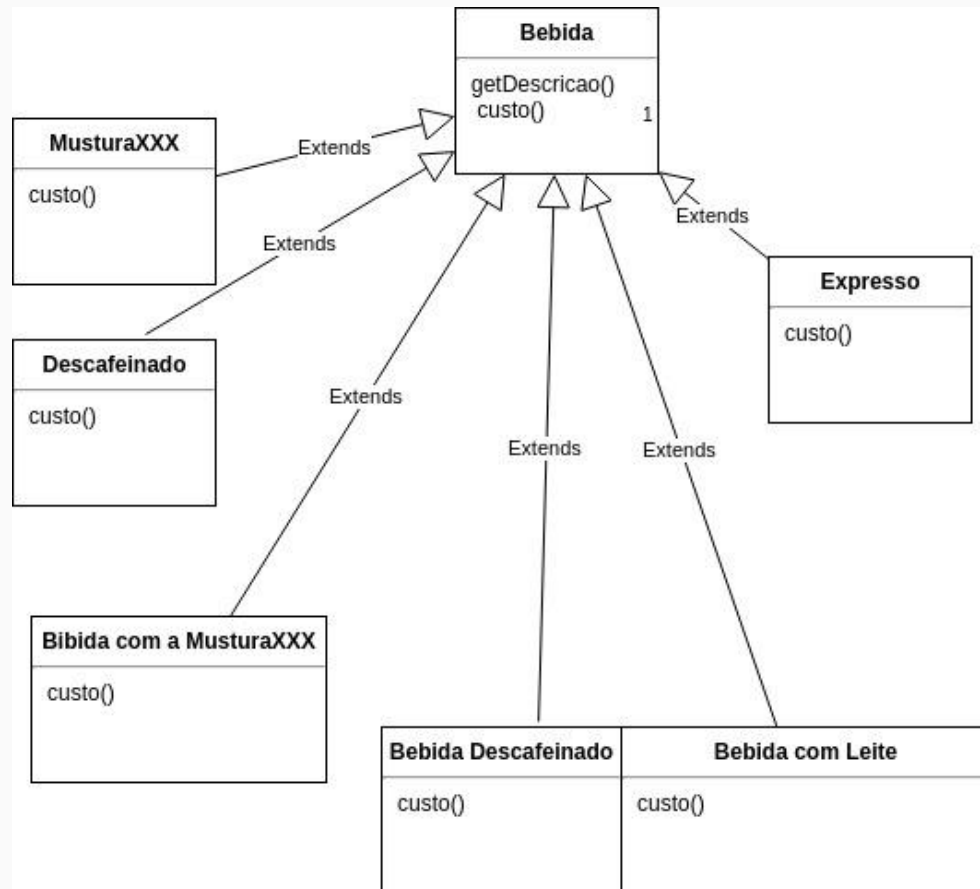 Bebida
getDescricao()
custo()
1
MusturaXXX
custo()
Extends
Extends
Extends
Expresso
custo()
Descafeinado
custo()
Extends
Extends
Extends
Bibida com a MusturaXXX
custo()
Bebida Descafeinado
custo()
Bebida com Leite
custo()